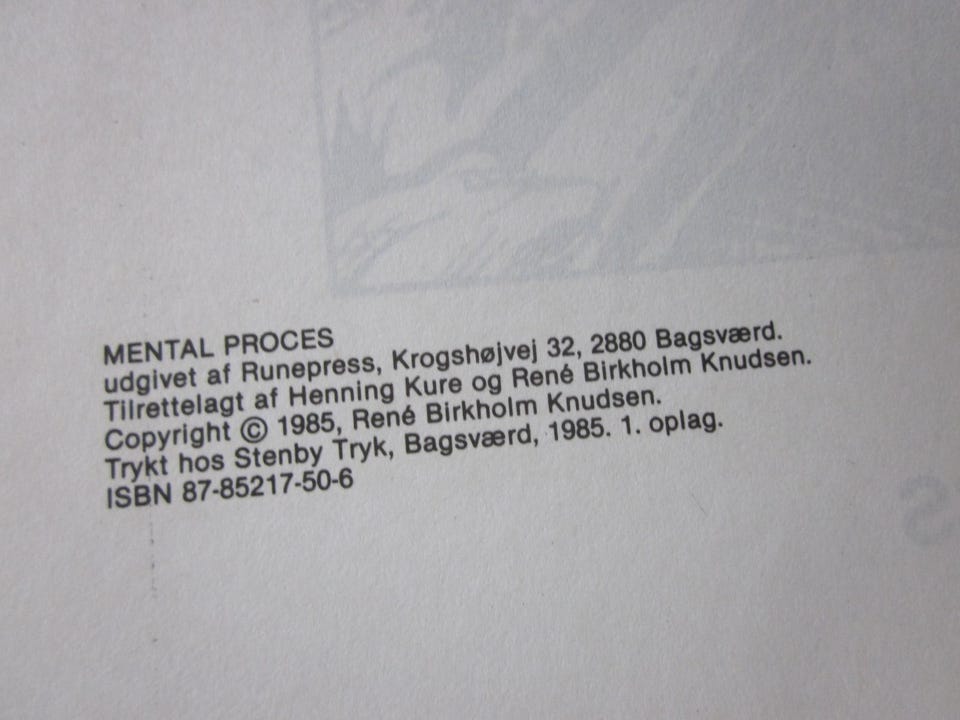 MENTAL PROCES
udgivet af Runepress, Krogshøjvej 32, 2880 Bagsværd.
Tilrettelagt af Henning Kure og René Birkholm Knudsen.
Copyright © 1985, René Birkholm Knudsen.
Trykt hos Stenby Tryk, Bagsværd, 1985. 1. oplag.
ISBN 87-85217-50-6